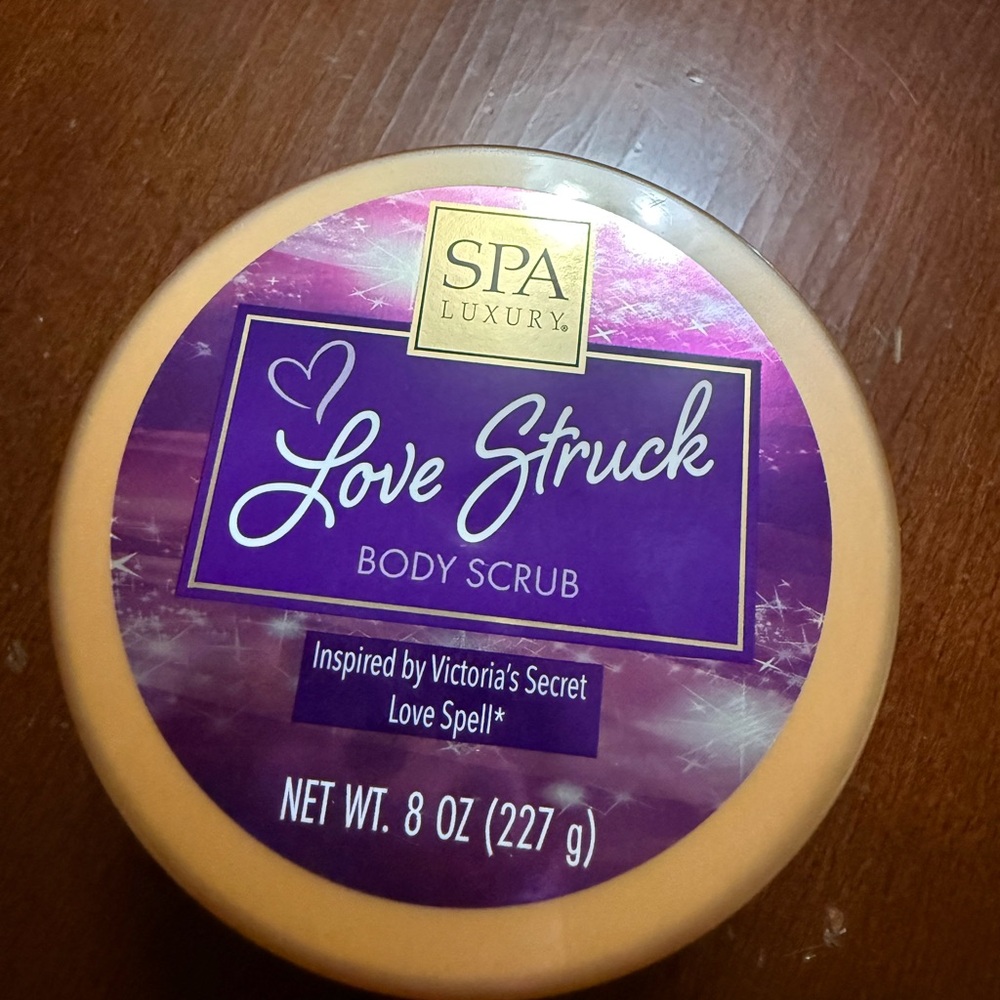 SPA
LUXURY®
Love Struck
BODY SCRUB
Inspired by Victoria's Secret
Love Spell*
NET WT. 8 OZ (227 g)